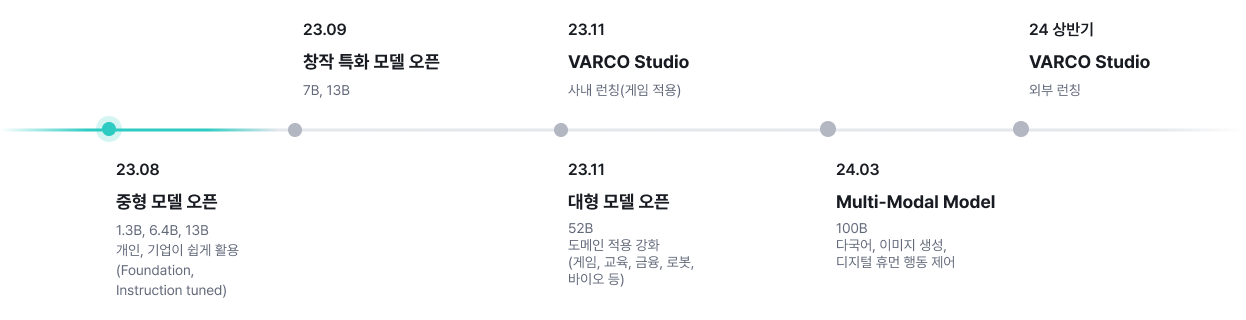 23.09
창작 특화 모델 오픈
7B, 13B
23.11
VARCO Studio
사내 런칭(게임 적용)
24 상반기
VARCO Studio
외부 런칭
23.08
중형 모델 오픈
1.3B, 6.4B, 13B
개인, 기업이 쉽게 활용
(Foundation,
Instruction tuned)
23.11
대형 모델 오픈
52B
도메인 적용 강화
(게임, 교육, 금융, 로봇,
바이오 등)
24.03
Multi-Modal Model
100B
다국어, 이미지 생성,
디지털 휴먼 행동 제어